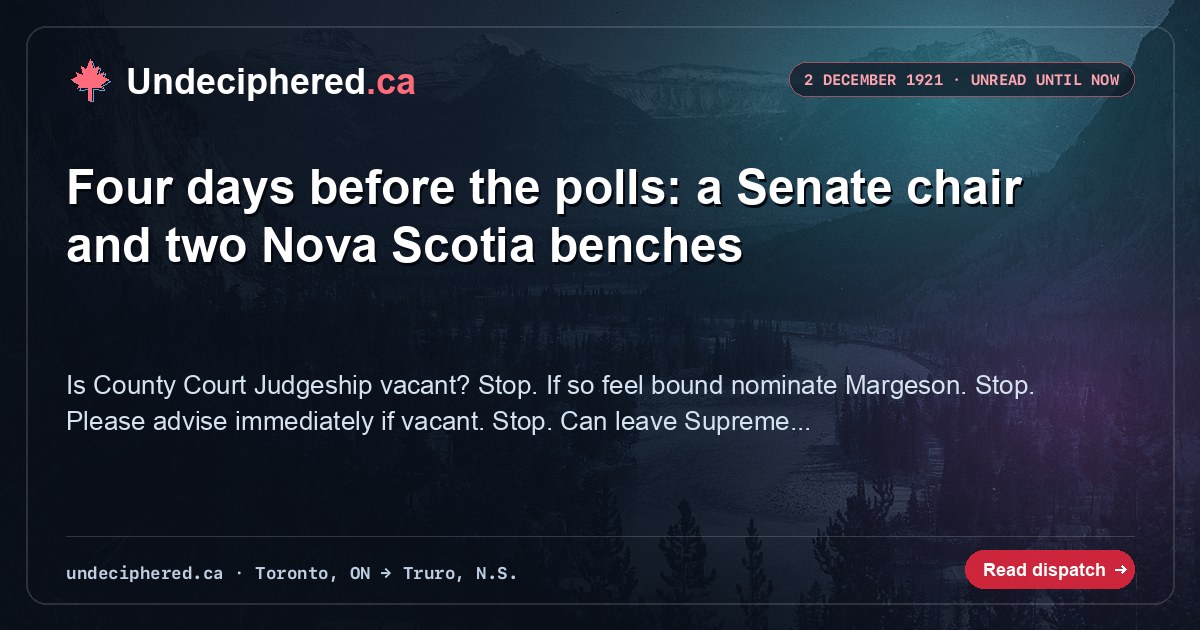 Undeciphered.ca
2 DECEMBER 1921 · UNREAD UNTIL NOW
Four days before the polls: a Senate chair
and two Nova Scotia benches
Is County Court Judgeship vacant? Stop. If so feel bound nominate Margeson. Stop.
Please advise immediately if vacant. Stop. Can leave Supreme...
undeciphered.ca · Toronto, ON → Truro, N.S.
Read dispatch →